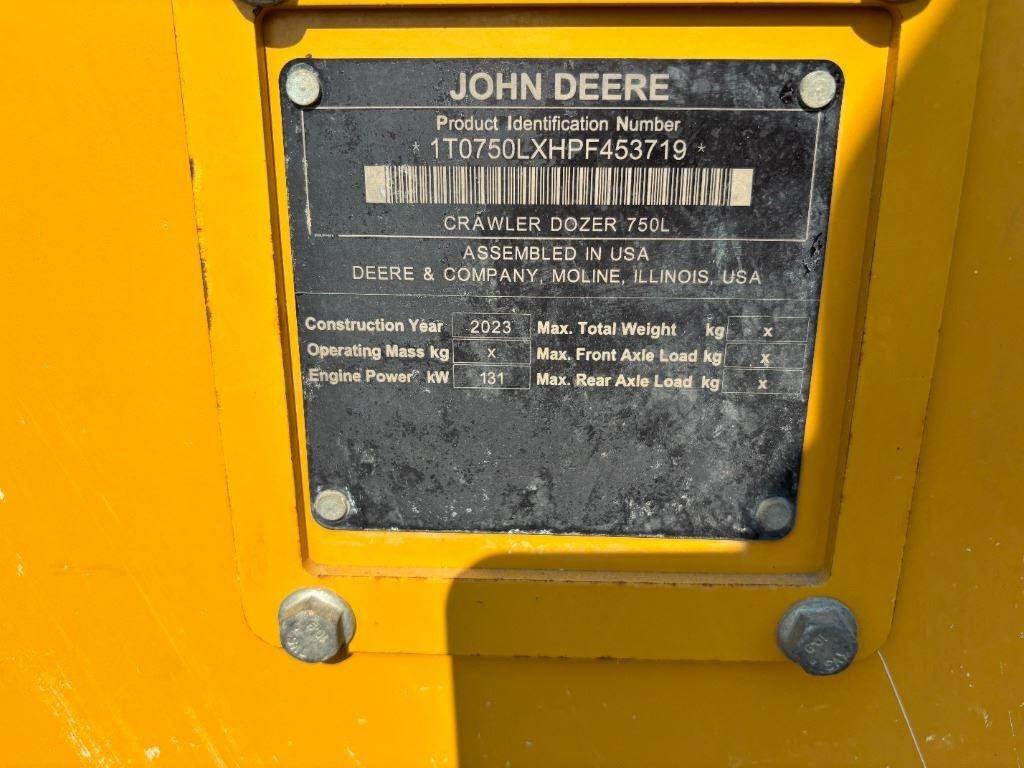 JOHN DEERE
Product Identification Number
* 1T0750LXHPF453719 *
CRAWLER DOZER 750L
ASSEMBLED IN USA
DEERE & COMPANY, MOLINE, ILLINOIS, USA
Construction Year 2023 Max. Total Weight kg x
Operating Mass kg x Max. Front Axle Load kg x
Engine Power kW 131 Max. Rear Axle Load kg x